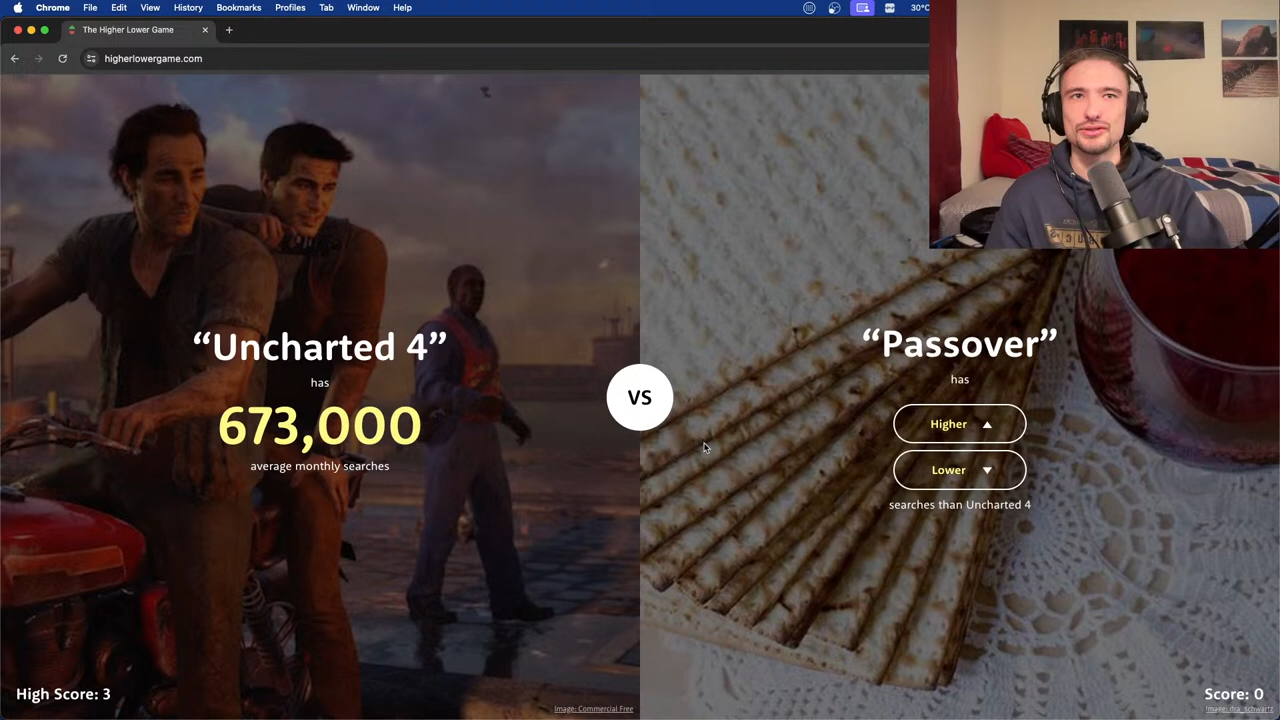 Chrome File Edit View History Bookmarks Profiles Tab Window Help
30°C
The Higher Lower Game
higherlowergame.com
“Uncharted 4”
has
673,000
average monthly searches
VS
“Passover”
has
Higher
Lower
searches than Uncharted 4
High Score: 3
Image: Commercial Free
Score: 0